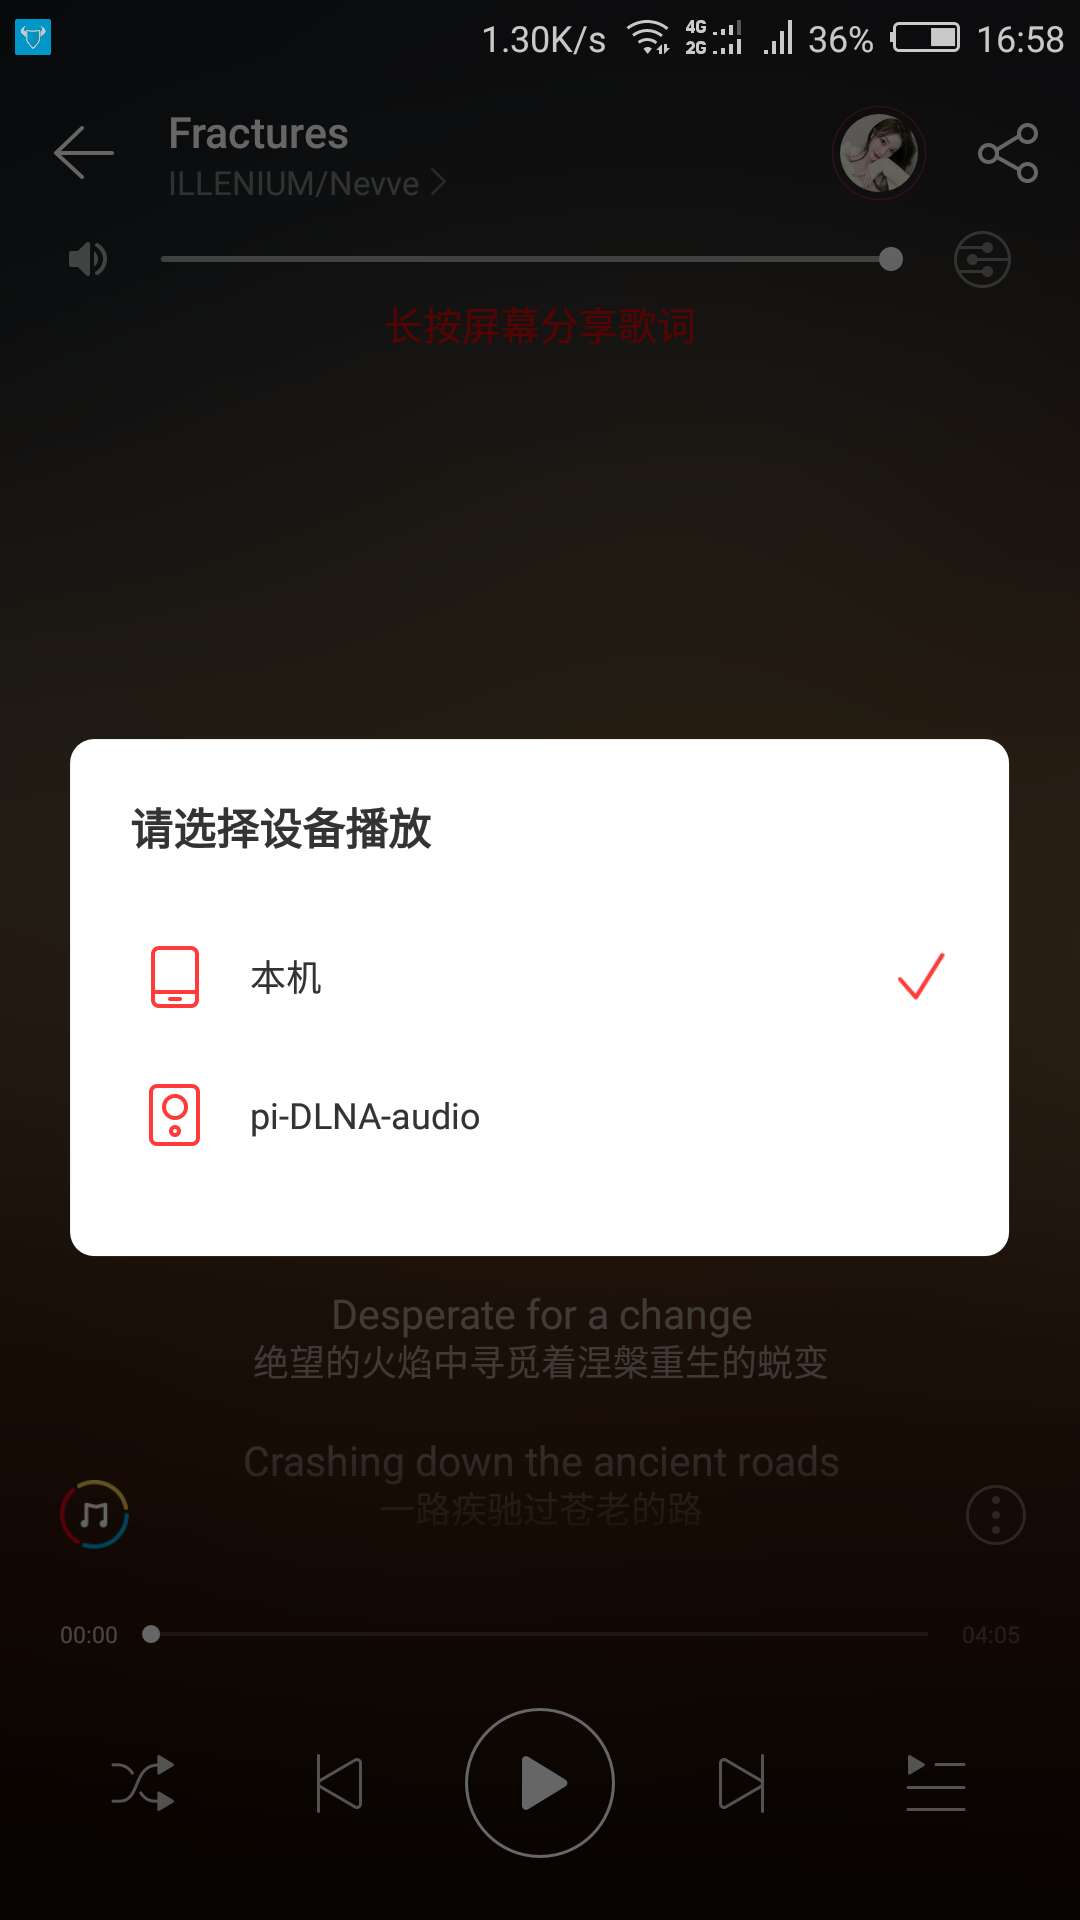 1.30K/s 4G 2G 36% 16:58
Fractures
ILLENIUM/Nevve
长按屏幕分享歌词
请选择设备播放
本机
pi-DLNA-audio
Desperate for a change
绝望的火焰中寻觅着涅槃重生的蜕变
Crashing down the ancient roads
一路疾驰过苍老的路
00:00 04:05